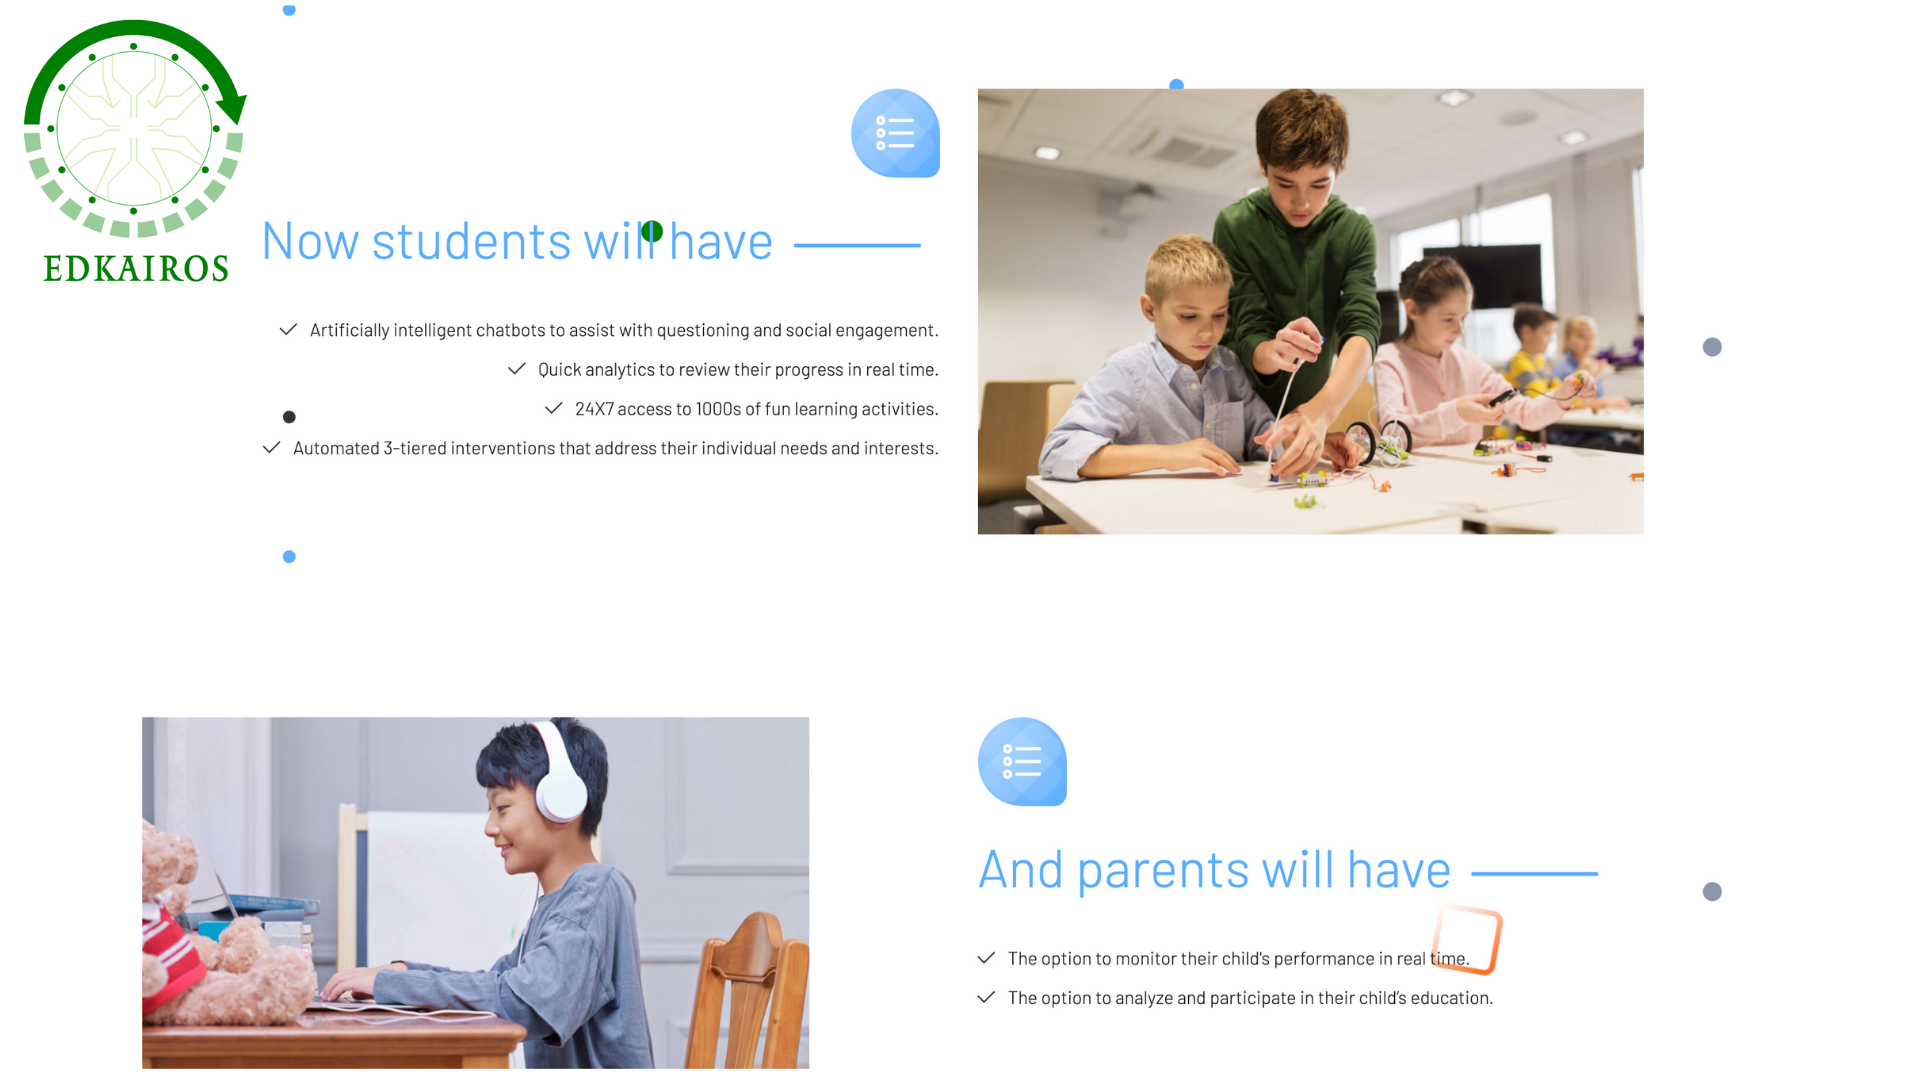 EDKAIROS
Now students will have
Artificially intelligent chatbots to assist with questioning and social engagement.
Quick analytics to review their progress in real time.
24X7 access to 1000s of fun learning activities.
Automated 3-tiered interventions that address their individual needs and interests.
And parents will have
The option to monitor their child's performance in real time.
The option to analyze and participate in their child’s education.